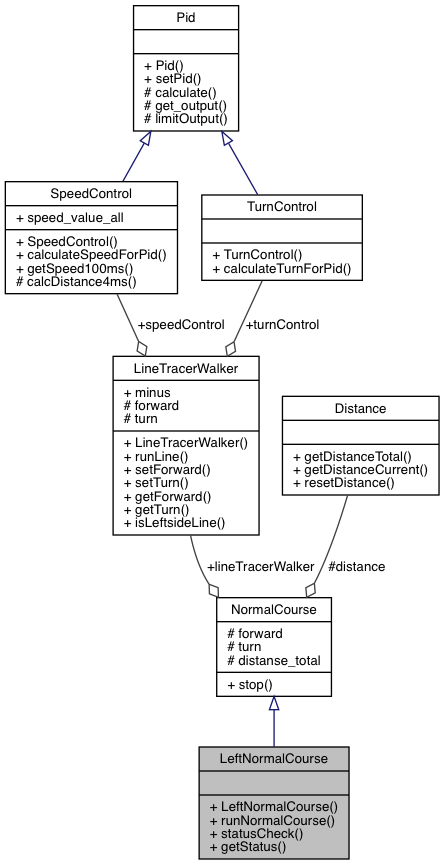 Pid
+ Pid()
+ setPid()
# calculate()
# get_output()
# limitOutput()
SpeedControl
+ speed_value_all
+ SpeedControl()
+ calculateSpeedForPid()
+ getSpeed100ms()
# calcDistance4ms()
TurnControl
+ TurnControl()
+ calculateTurnForPid()
+speedControl
+turnControl
LineTracerWalker
+ minus
# forward
# turn
+ LineTracerWalker()
+ runLine()
+ setForward()
+ setTurn()
+ getForward()
+ getTurn()
+ isLeftsideLine()
Distance
+ getDistanceTotal()
+ getDistanceCurrent()
+ resetDistance()
+lineTracerWalker
#distance
NormalCourse
# forward
# turn
# distanse_total
+ stop()
LeftNormalCourse
+ LeftNormalCourse()
+ runNormalCourse()
+ statusCheck()
+ getStatus()